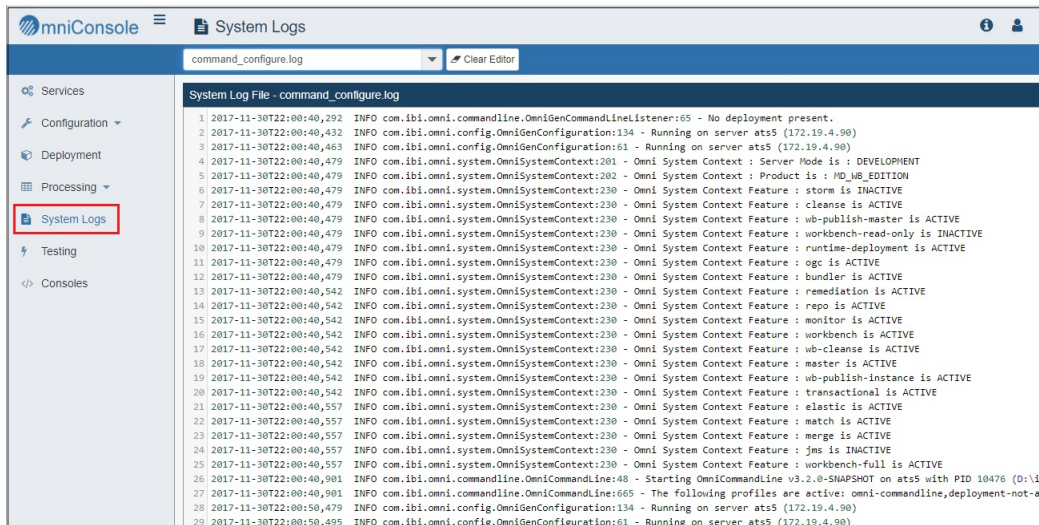 OmniConsole
System Logs
command_configure.log
Clear Editor
Services
Configuration
Deployment
Processing
System Logs
Testing
Consoles
System Log File - command_configure.log
1 2017-11-30T22:00:40,292 INFO com.ibi.omni.commandline.OmniGenCommandLineListener:65 - No deployment present.
2 2017-11-30T22:00:40,432 INFO com.ibi.omni.config.OmniGenConfiguration:134 - Running on server ats5 (172.19.4.90)
3 2017-11-30T22:00:40,463 INFO com.ibi.omni.config.OmniGenConfiguration:61 - Running on server ats5 (172.19.4.90)
4 2017-11-30T22:00:40,479 INFO com.ibi.omni.system.OmniSystemContext:201 - Omni System Context : Server Mode is : DEVELOPMENT
5 2017-11-30T22:00:40,479 INFO com.ibi.omni.system.OmniSystemContext:202 - Omni System Context : Product is : MD_WB_EDITION
6 2017-11-30T22:00:40,479 INFO com.ibi.omni.system.OmniSystemContext:230 - Omni System Context Feature : storm is INACTIVE
7 2017-11-30T22:00:40,479 INFO com.ibi.omni.system.OmniSystemContext:230 - Omni System Context Feature : cleanse is ACTIVE
8 2017-11-30T22:00:40,479 INFO com.ibi.omni.system.OmniSystemContext:230 - Omni System Context Feature : wb-publish-master is ACTIVE
9 2017-11-30T22:00:40,479 INFO com.ibi.omni.system.OmniSystemContext:230 - Omni System Context Feature : workbench-read-only is INACTIVE
10 2017-11-30T22:00:40,479 INFO com.ibi.omni.system.OmniSystemContext:230 - Omni System Context Feature : runtime-deployment is ACTIVE
11 2017-11-30T22:00:40,479 INFO com.ibi.omni.system.OmniSystemContext:230 - Omni System Context Feature : ogc is ACTIVE
12 2017-11-30T22:00:40,479 INFO com.ibi.omni.system.OmniSystemContext:230 - Omni System Context Feature : bundler is ACTIVE
13 2017-11-30T22:00:40,542 INFO com.ibi.omni.system.OmniSystemContext:230 - Omni System Context Feature : remediation is ACTIVE
14 2017-11-30T22:00:40,542 INFO com.ibi.omni.system.OmniSystemContext:230 - Omni System Context Feature : repo is ACTIVE
15 2017-11-30T22:00:40,542 INFO com.ibi.omni.system.OmniSystemContext:230 - Omni System Context Feature : monitor is ACTIVE
16 2017-11-30T22:00:40,542 INFO com.ibi.omni.system.OmniSystemContext:230 - Omni System Context Feature : workbench is ACTIVE
17 2017-11-30T22:00:40,542 INFO com.ibi.omni.system.OmniSystemContext:230 - Omni System Context Feature : wb-cleanse is ACTIVE
18 2017-11-30T22:00:40,542 INFO com.ibi.omni.system.OmniSystemContext:230 - Omni System Context Feature : master is ACTIVE
19 2017-11-30T22:00:40,542 INFO com.ibi.omni.system.OmniSystemContext:230 - Omni System Context Feature : wb-publish-instance is ACTIVE
20 2017-11-30T22:00:40,542 INFO com.ibi.omni.system.OmniSystemContext:230 - Omni System Context Feature : transactional is ACTIVE
21 2017-11-30T22:00:40,557 INFO com.ibi.omni.system.OmniSystemContext:230 - Omni System Context Feature : elastic is ACTIVE
22 2017-11-30T22:00:40,557 INFO com.ibi.omni.system.OmniSystemContext:230 - Omni System Context Feature : match is ACTIVE
23 2017-11-30T22:00:40,557 INFO com.ibi.omni.system.OmniSystemContext:230 - Omni System Context Feature : merge is ACTIVE
24 2017-11-30T22:00:40,557 INFO com.ibi.omni.system.OmniSystemContext:230 - Omni System Context Feature : jms is INACTIVE
25 2017-11-30T22:00:40,557 INFO com.ibi.omni.system.OmniSystemContext:230 - Omni System Context Feature : workbench-full is ACTIVE
26 2017-11-30T22:00:40,901 INFO com.ibi.omni.commandline.OmniCommandLine:48 - Starting OmniCommandLine v3.2.0-SNAPSHOT on ats5 with PID 10476 (D:\i
27 2017-11-30T22:00:40,901 INFO com.ibi.omni.commandline.OmniCommandLine:665 - The following profiles are active: omni-commandline,deployment-not-a
28 2017-11-30T22:00:50,479 INFO com.ibi.omni.config.OmniGenConfiguration:134 - Running on server ats5 (172.19.4.90)
29 2017-11-30T22:00:50,495 INFO com.ibi.omni.config.OmniGenConfiguration:61 - Running on server ats5 (172.19.4.90)